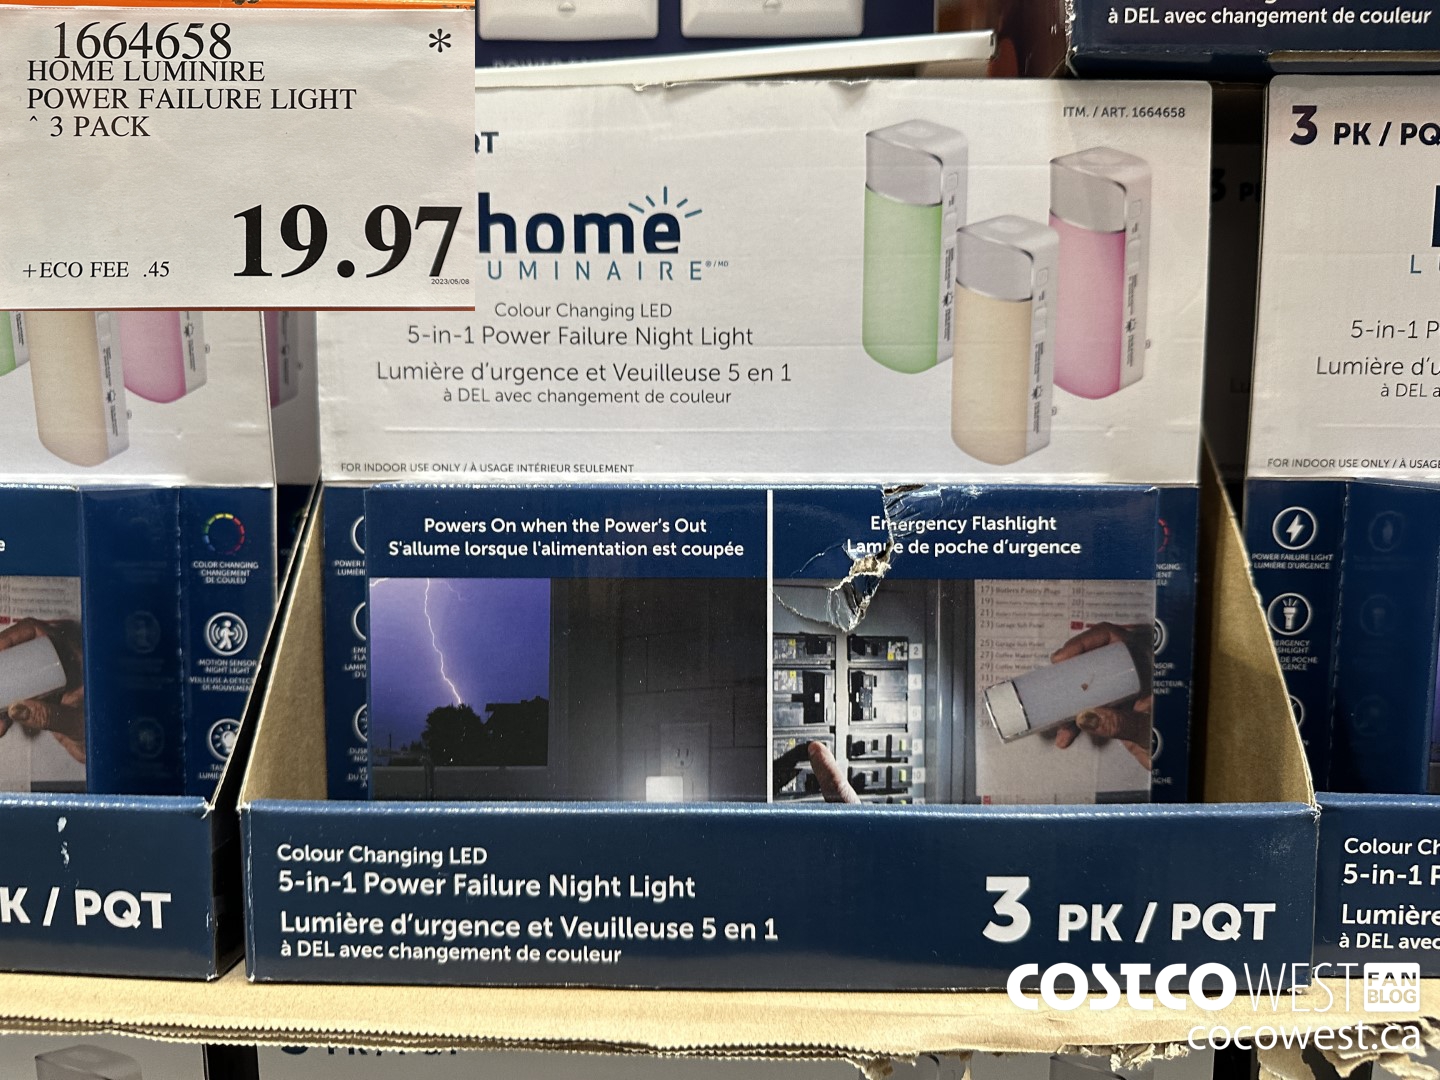 1664658
*
HOME LUMINIRE
POWER FAILURE LIGHT
^ 3 PACK
19.97
+ECO FEE .45
2023/05/08
à DEL avec changement de couleur
ITM. / ART. 1664658
home
UMINAIRE
®/MD
Colour Changing LED
5-in-1 Power Failure Night Light
Lumière d'urgence et Veuilleuse 5 en 1
à DEL avec changement de couleur
FOR INDOOR USE ONLY / À USAGE INTÉRIEUR SEULEMENT
3 PK / PQ
5-in-1 P
Lumière d'u
à DEL a
FOR INDOOR USE ONLY / À USAGE
Powers On when the Power's Out
S'allume lorsque l'alimentation est coupée
Emergency Flashlight
Lampe de poche d'urgence
COLOR CHANGING
CHANGEMENT
DE COULEU
MOTION SENSOR
NIGHT LIGHT
POWER FAILURE LIGHT
LUMIÈRE D'URGENCE
K / PQT
Colour Changing LED
5-in-1 Power Failure Night Light
Lumière d'urgence et Veuilleuse 5 en 1
à DEL avec changement de couleur
3 PK / PQT
Colour Ch
5-in-1 F
Lumière
à DEL avec
COSTCO WEST FAN BLOG
cocowest.ca